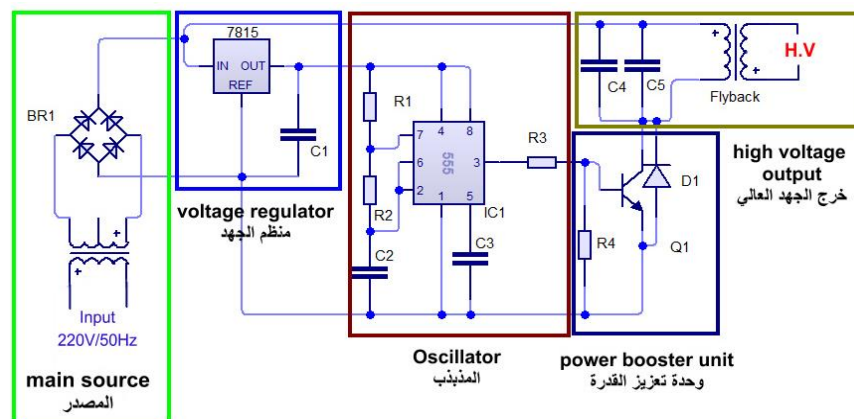 7815
IN OUT
REF
C1
BR1
voltage regulator
منظم الجهد
Input
220V/50Hz
main source
المصدر
R1
7
4
8
6
555
3
2
R2
1
5
IC1
C2
C3
R3
Oscillator
المذبذب
C4
C5
H.V
Flyback
high voltage
output
خرج الجهد العالي
D1
R4
Q1
power booster unit
وحدة تعزيز القدرة